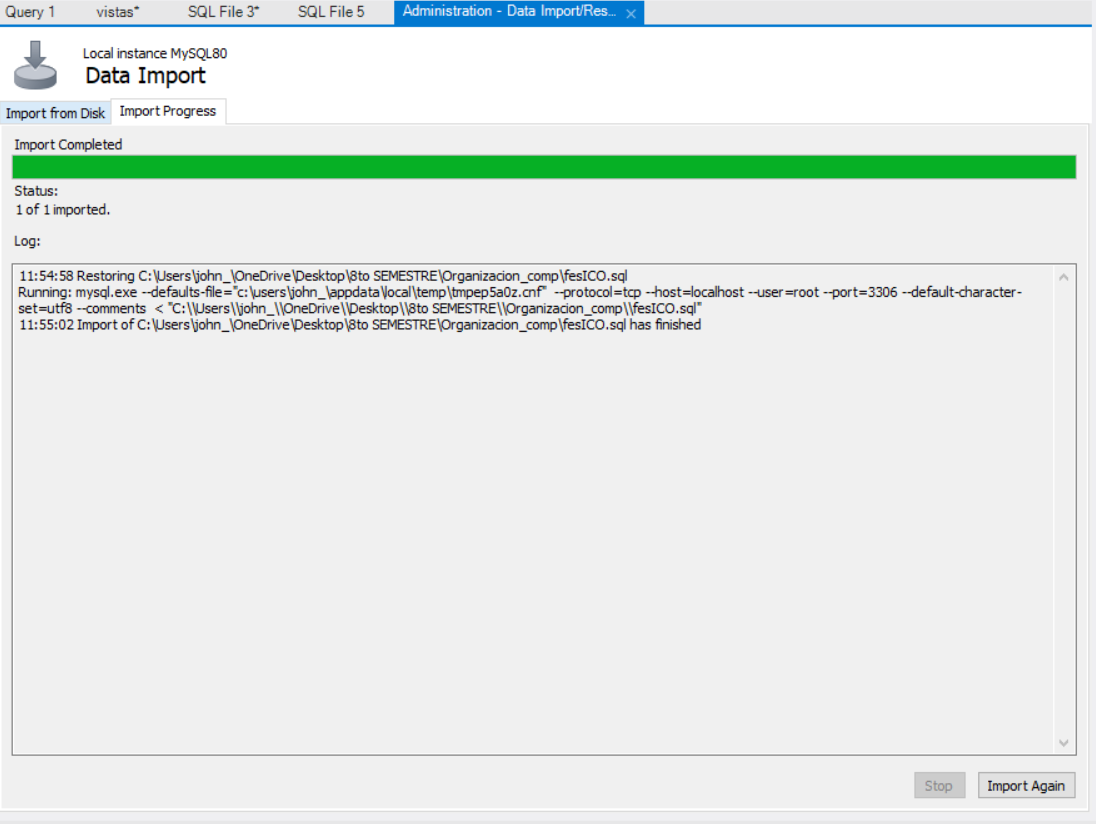 Query 1 vistas* SQL File 3* SQL File 5 Administration - Data Import/Res... ×
Local instance MySQL80
Data Import
Import from Disk Import Progress
Import Completed
Status:
1 of 1 imported.
Log:
11:54:58 Restoring C:\Users\john_\OneDrive\Desktop\8to SEMESTRE\Organizacion_comp\fesICO.sql
Running: mysql.exe --defaults-file="c:\users\john_\appdata\local\temp\tmpep5a0z.cnf" --protocol=tcp --host=localhost --user=root --port=3306 --default-character-
set=utf8 --comments < "C:\\Users\\john_\\OneDrive\\Desktop\\8to SEMESTRE\\Organizacion_comp\\fesICO.sql"
11:55:02 Import of C:\Users\john_\OneDrive\Desktop\8to SEMESTRE\Organizacion_comp\fesICO.sql has finished
Stop Import Again